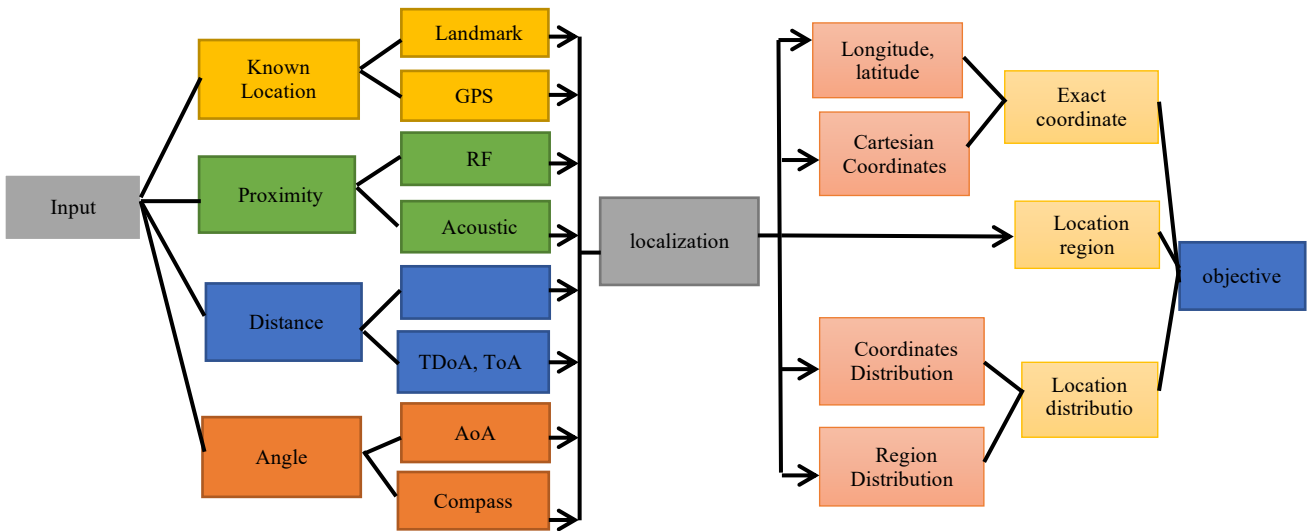 Input
Known
Location
Proximity
Distance
Angle
Landmark
GPS
RF
Acoustic
TDoA, ToA
AoA
Compass
localization
Longitude,
latitude
Cartesian
Coordinates
Coordinates
Distribution
Region
Distribution
Exact
coordinate
Location
region
Location
distributio
objective